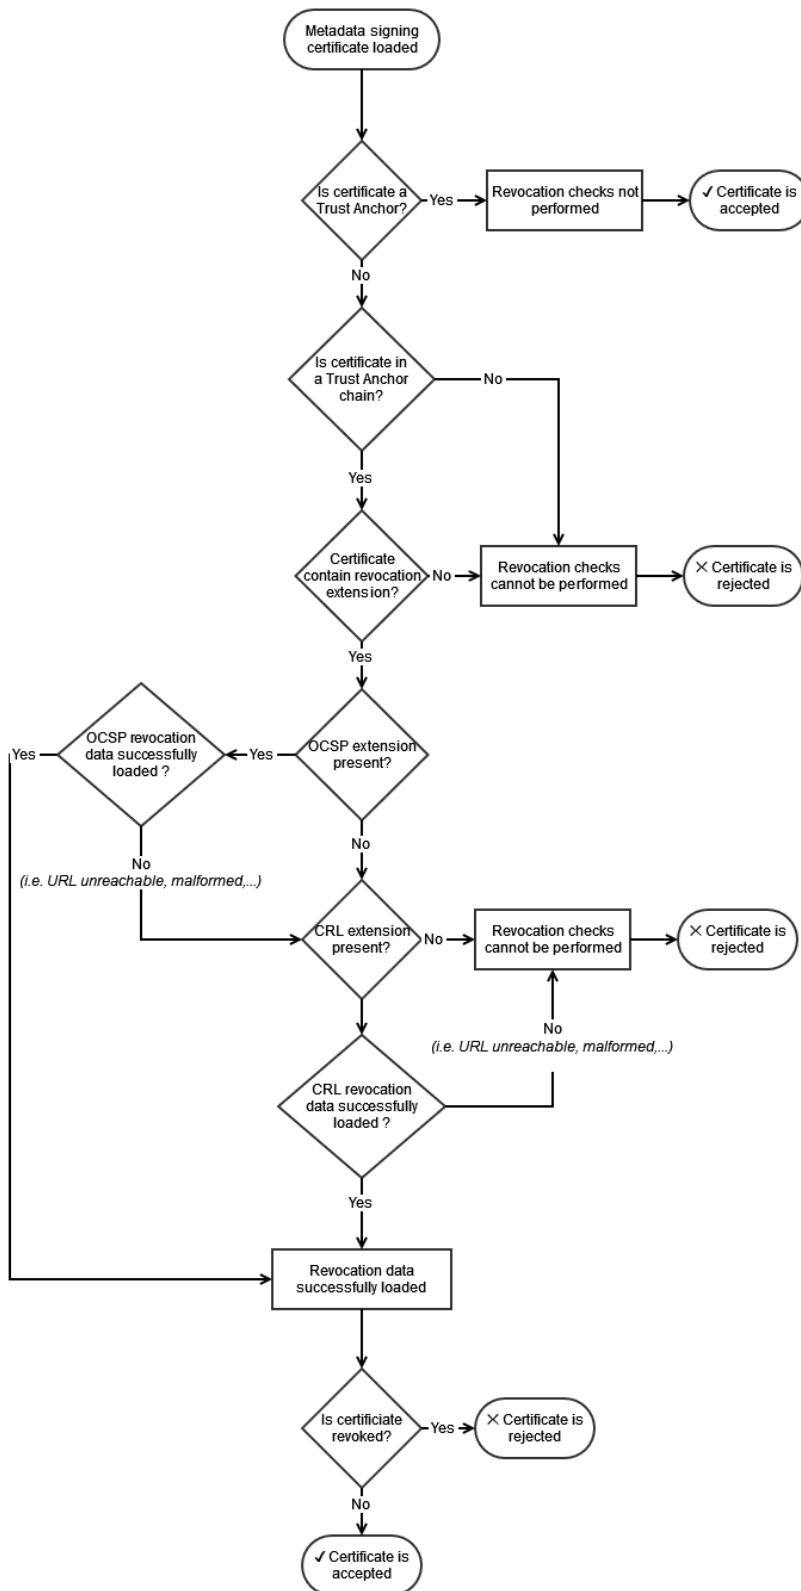 Metadata signing
certificate loaded
Is certificate a
Trust Anchor?
Yes
Revocation checks not
performed
✓ Certificate is
accepted
No
Is certificate in
a Trust Anchor
chain?
No
Yes
Certificate
contain revocation
extension?
No
Revocation checks
cannot be performed
✕ Certificate is
rejected
Yes
OCSP revocation
data successfully
loaded ?
Yes
Yes
OCSP extension
present?
No
(i.e. URL unreachable, malformed,...)
No
CRL extension
present?
No
Revocation checks
cannot be performed
✕ Certificate is
rejected
No
(i.e. URL unreachable, malformed,...)
CRL revocation
data successfully
loaded ?
Yes
Revocation data
successfully loaded
Is certificiate
revoked?
Yes
✕ Certificate is
rejected
No
✓ Certificate is
accepted